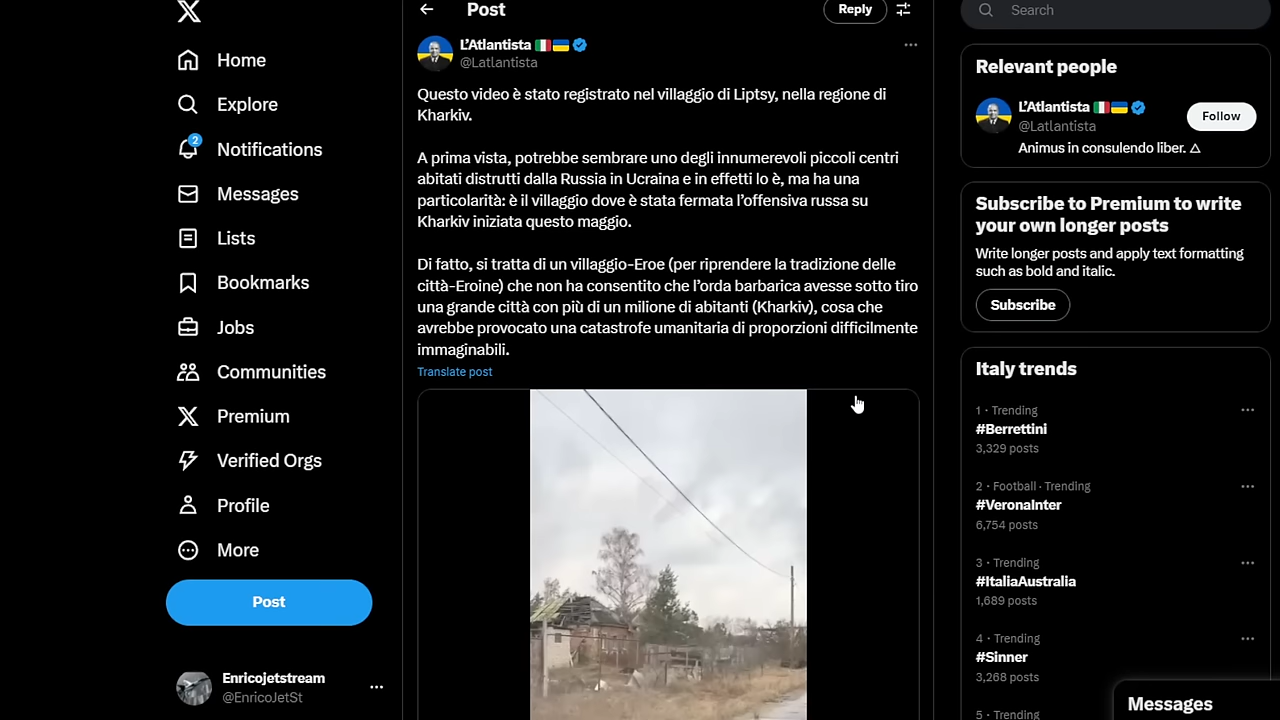 Home
Explore
2
Notifications
Messages
Lists
Bookmarks
Jobs
Communities
Premium
Verified Orgs
Profile
More
Post
Enricojetstream
@EnricoJetSt
Post
Reply
L'Atlantista
@Latlantista
Questo video è stato registrato nel villaggio di Liptsy, nella regione di
Kharkiv.
A prima vista, potrebbe sembrare uno degli innumerevoli piccoli centri
abitati distrutti dalla Russia in Ucraina e in effetti lo è, ma ha una
particolarità: è il villaggio dove è stata fermata l'offensiva russa su
Kharkiv iniziata questo maggio.
Di fatto, si tratta di un villaggio-Eroe (per riprendere la tradizione delle
città-Eroine) che non ha consentito che l'orda barbarica avesse sotto tiro
una grande città con più di un milione di abitanti (Kharkiv), cosa che
avrebbe provocato una catastrofe umanitaria di proporzioni difficilmente
immaginabili.
Translate post
Search
Relevant people
L'Atlantista
@Latlantista
Follow
Animus in consulendo liber. △
Subscribe to Premium to write
your own longer posts
Write longer posts and apply text formatting
such as bold and italic.
Subscribe
Italy trends
1 · Trending
#Berrettini
3,329 posts
2 · Football · Trending
#VeronaInter
6,754 posts
3 · Trending
#ItaliaAustralia
1,689 posts
4 · Trending
#Sinner
3,268 posts
5 · Trending
Messages